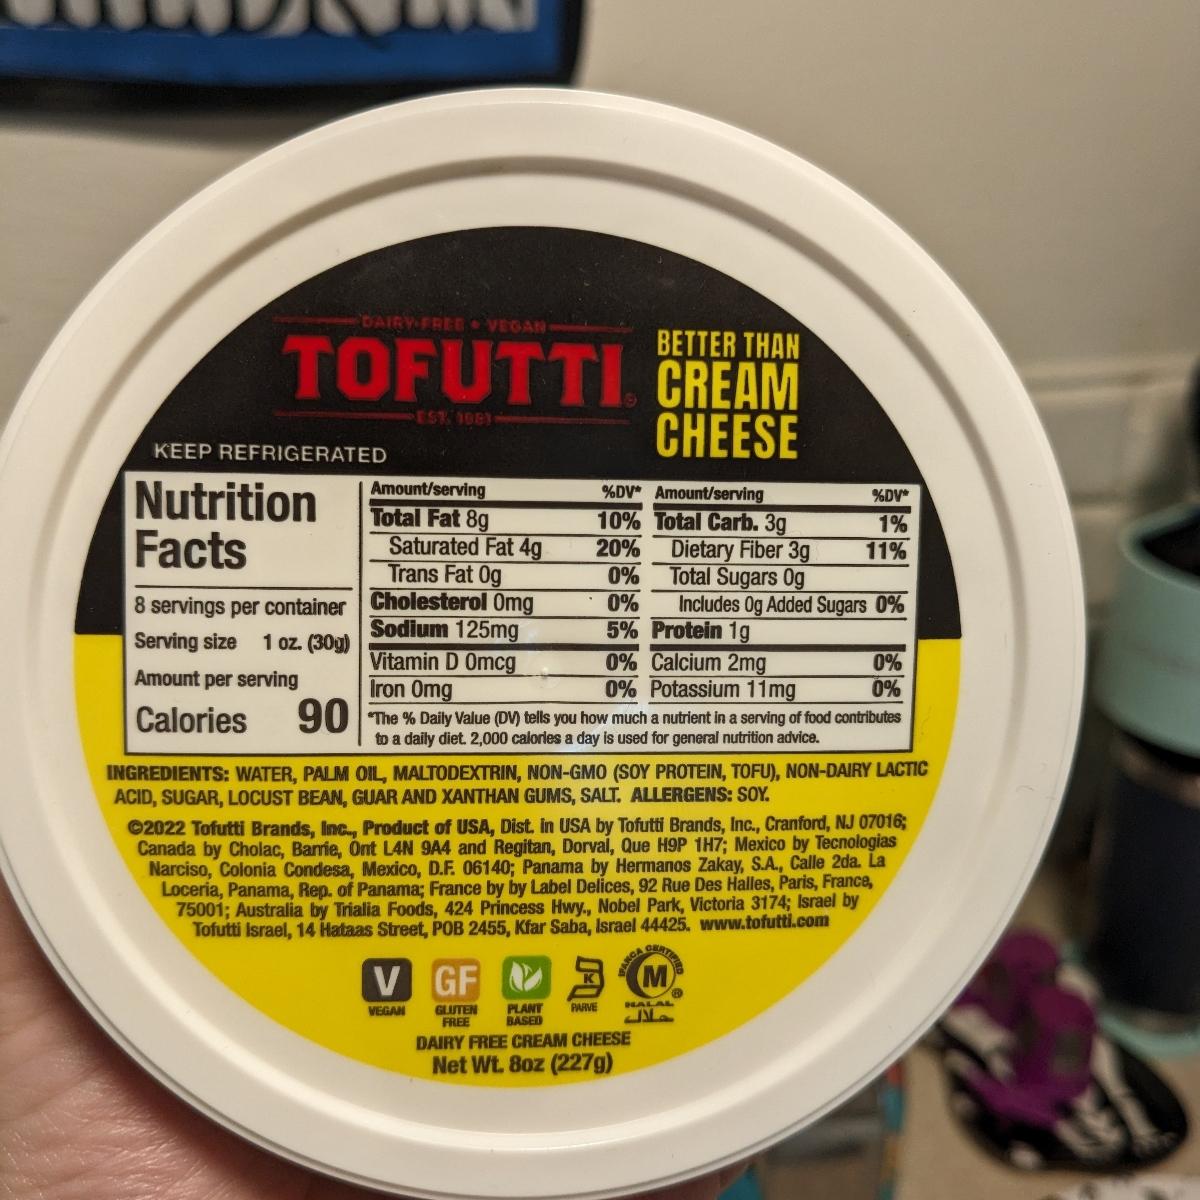 DAIRY-FREE • VEGAN
TOFUTTI®
EST. 1981
BETTER THAN
CREAM
CHEESE
KEEP REFRIGERATED
Nutrition
Facts
8 servings per container
Serving size 1 oz. (30g)
Amount per serving
Calories 90
Amount/serving %DV*
Total Fat 8g 10%
Saturated Fat 4g 20%
Trans Fat 0g 0%
Cholesterol 0mg 0%
Sodium 125mg 5%
Vitamin D 0mcg 0%
Iron 0mg 0%
Amount/serving %DV*
Total Carb. 3g 1%
Dietary Fiber 3g 11%
Total Sugars 0g
Includes 0g Added Sugars 0%
Protein 1g
Calcium 2mg 0%
Potassium 11mg 0%
*The % Daily Value (DV) tells you how much a nutrient in a serving of food contributes
to a daily diet. 2,000 calories a day is used for general nutrition advice.
INGREDIENTS: WATER, PALM OIL, MALTODEXTRIN, NON-GMO (SOY PROTEIN, TOFU), NON-DAIRY LACTIC
ACID, SUGAR, LOCUST BEAN, GUAR AND XANTHAN GUMS, SALT. ALLERGENS: SOY.
©2022 Tofutti Brands, Inc., Product of USA, Dist. in USA by Tofutti Brands, Inc., Cranford, NJ 07016;
Canada by Cholac, Barrie, Ont L4N 9A4 and Regitan, Dorval, Que H9P 1H7; Mexico by Tecnologias
Narciso, Colonia Condesa, Mexico, D.F. 06140; Panama by Hermanos Zakay, S.A., Calle 2da. La
Loceria, Panama, Rep. of Panama; France by by Label Delices, 92 Rue Des Halles, Paris, France,
75001; Australia by Trialia Foods, 424 Princess Hwy., Nobel Park, Victoria 3174; Israel by
Tofutti Israel, 14 Hataas Street, POB 2455, Kfar Saba, Israel 44425. www.tofutti.com
V
VEGAN
GF
GLUTEN
FREE
PLANT
BASED
K
PARVE
IFANCA CERTIFIED
M®
HALAL
حلال
DAIRY FREE CREAM CHEESE
Net Wt. 8oz (227g)